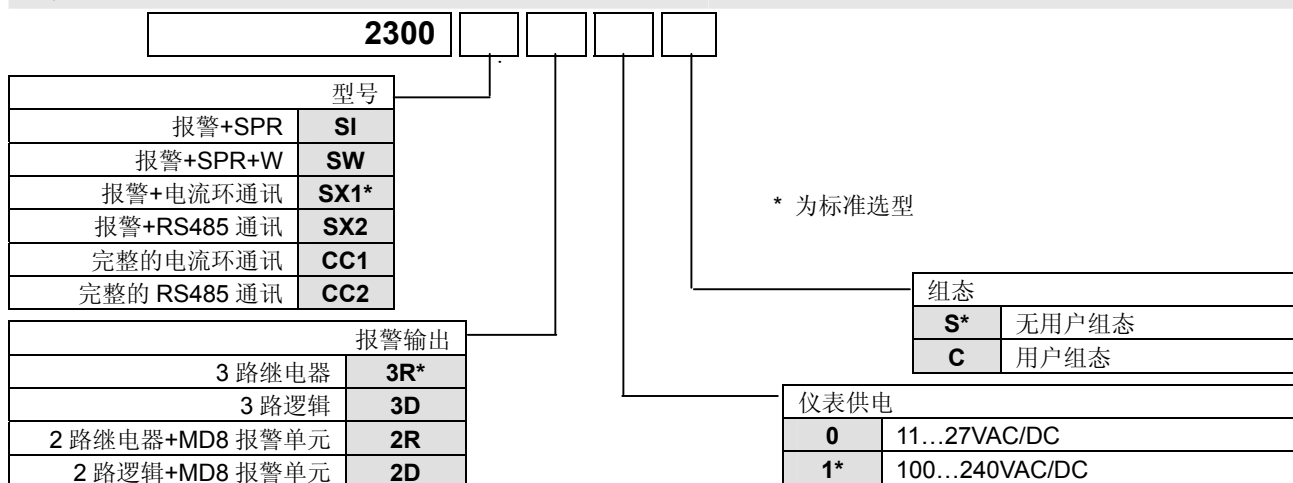 2300
型号
报警+SPR SI
报警+SPR+W SW
报警+电流环通讯 SX1*
报警+RS485 通讯 SX2
完整的电流环通讯 CC1
完整的 RS485 通讯 CC2
* 为标准选型
组态
S* 无用户组态
C 用户组态
报警输出
3 路继电器 3R*
3 路逻辑 3D
2 路继电器+MD8 报警单元 2R
2 路逻辑+MD8 报警单元 2D
仪表供电
0 11…27VAC/DC
1* 100…240VAC/DC